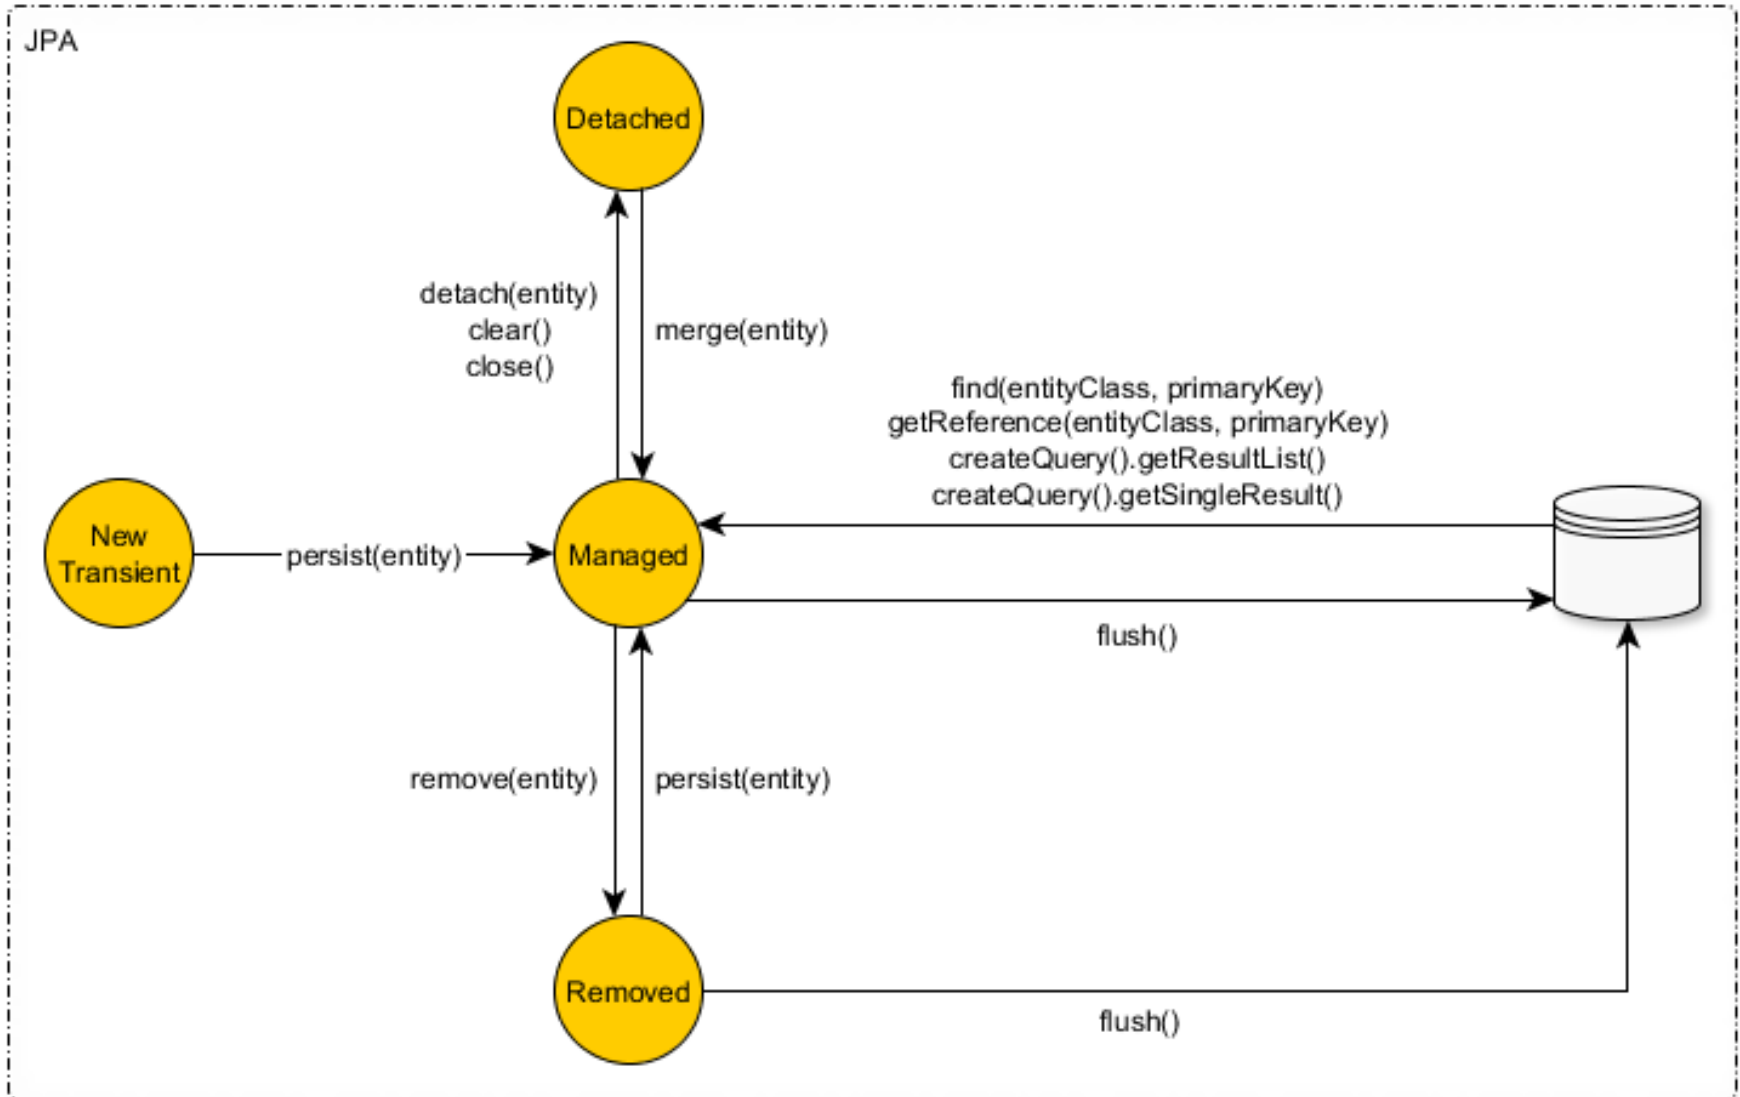 JPA
Detached
detach(entity)
clear()
close()
merge(entity)
find(entityClass, primaryKey)
getReference(entityClass, primaryKey)
createQuery().getResultList()
createQuery().getSingleResult()
New
Transient
persist(entity)
Managed
flush()
remove(entity)
persist(entity)
Removed
flush()